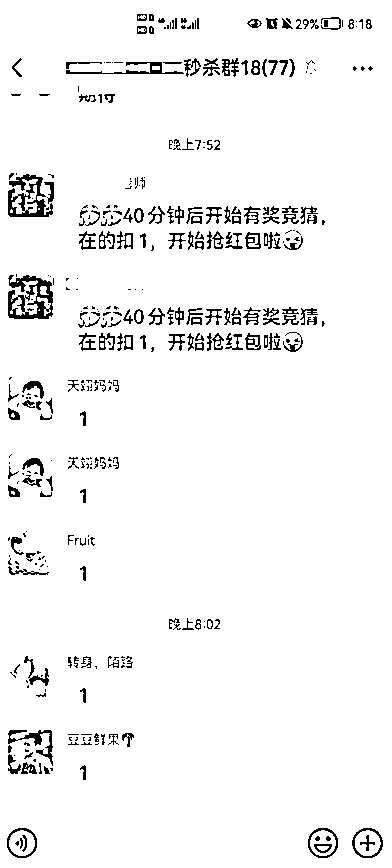 29% 8:18
秒杀群18(77)
晚上7:52
40分钟后开始有奖竞猜，
在的扣 1，开始抢红包啦
40分钟后开始有奖竞猜，
在的扣 1，开始抢红包啦
天翊妈妈
1
天翊妈妈
1
Fruit
1
晚上8:02
转身、陌路
1
豆豆鲜果
1